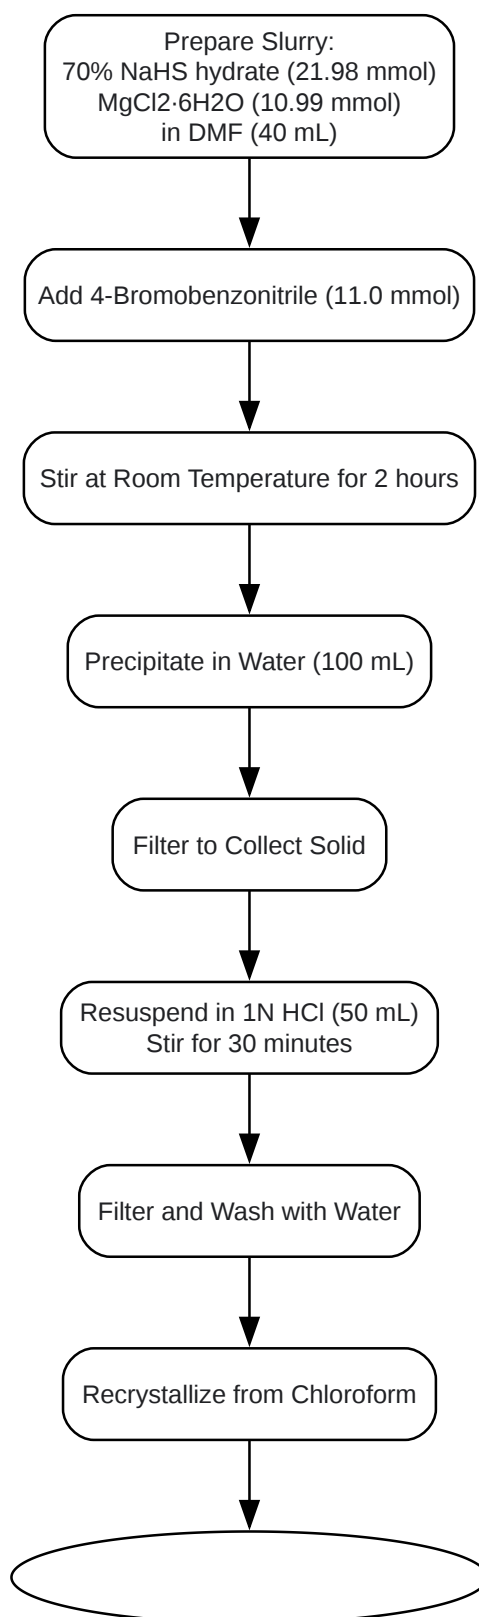 Prepare Slurry:
70% NaHS hydrate (21.98 mmol)
MgCl2·6H2O (10.99 mmol)
in DMF (40 mL)
Add 4-Bromobenzonitrile (11.0 mmol)
Stir at Room Temperature for 2 hours
Precipitate in Water (100 mL)
Filter to Collect Solid
Resuspend in 1N HCl (50 mL)
Stir for 30 minutes
Filter and Wash with Water
Recrystallize from Chloroform